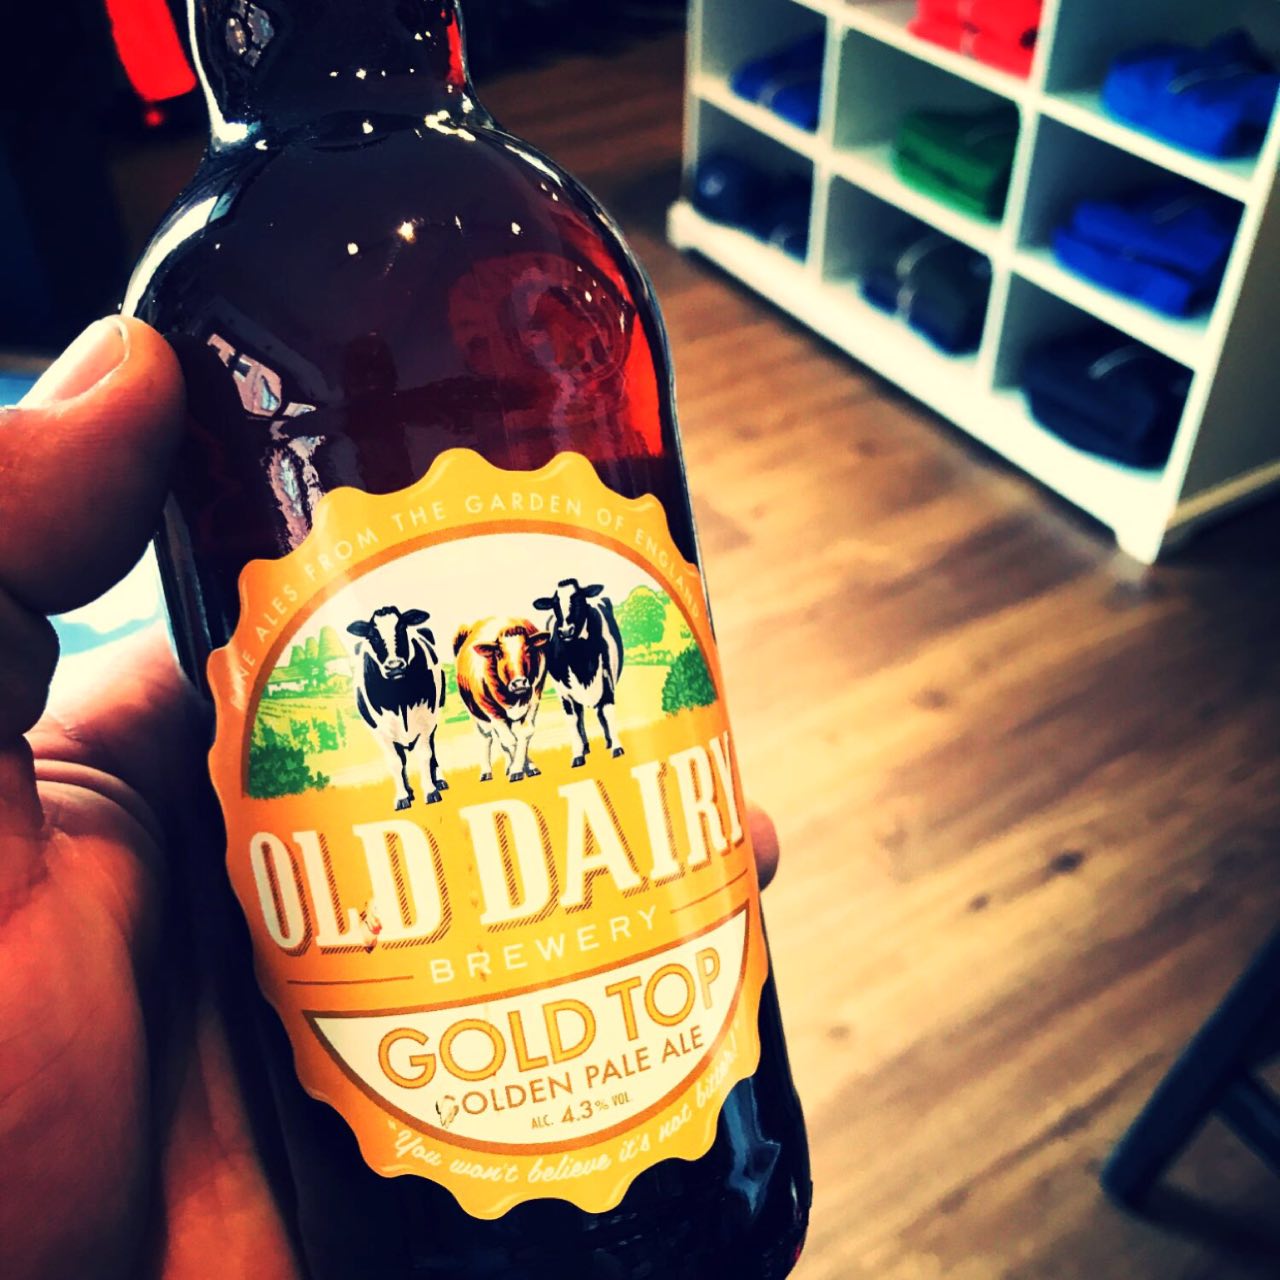 FINE ALES FROM THE GARDEN OF ENGLAND
OLD DAIRY
BREWERY
GOLD TOP
GOLDEN PALE ALE
ALC. 4.3% VOL.
"You won't believe it's not bitter!"